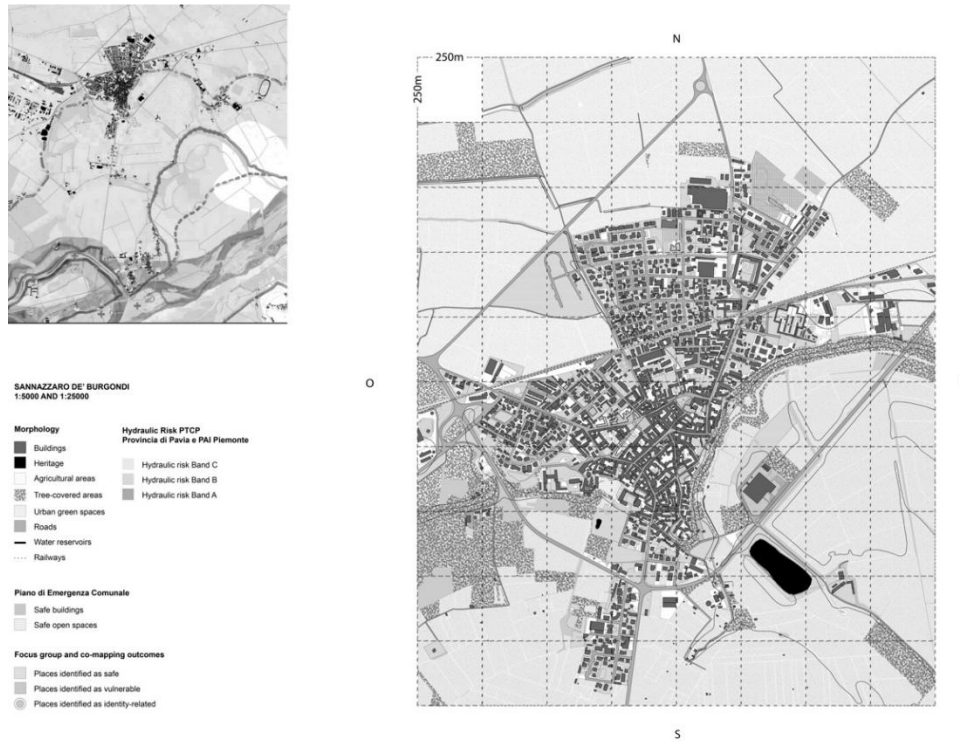 N
250m
250m
O
S
SANNAZZARO DE' BURGONDI
1:5000 AND 1:25000
Morphology
Buildings
Heritage
Agricultural areas
Tree-covered areas
Urban green spaces
Roads
Water reservoirs
Railways
Hydraulic Risk PTCP
Provincia di Pavia e PAI Piemonte
Hydraulic risk Band C
Hydraulic risk Band B
Hydraulic risk Band A
Piano di Emergenza Comunale
Safe buildings
Safe open spaces
Focus group and co-mapping outcomes
Places identified as safe
Places identified as vulnerable
Places identified as identity-related